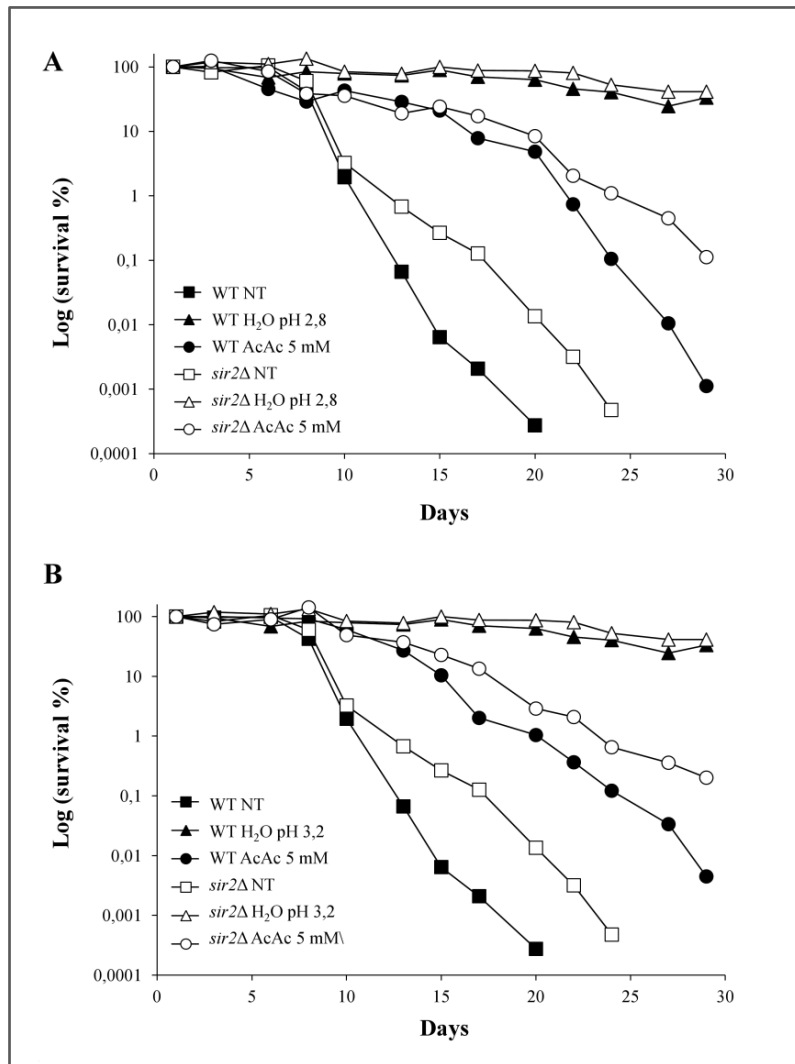 A
100
10
1
0,1
0,01
0,001
0,0001
Log (survival %)
WT NT
WT H₂O pH 2,8
WT AcAc 5 mM
sir2Δ NT
sir2Δ H₂O pH 2,8
sir2Δ AcAc 5 mM
0 5 10 15 20 25 30
Days
B
100
10
1
0,1
0,01
0,001
0,0001
Log (survival %)
WT NT
WT H₂O pH 3,2
WT AcAc 5 mM
sir2Δ NT
sir2Δ H₂O pH 3,2
sir2Δ AcAc 5 mM\
0 5 10 15 20 25 30
Days